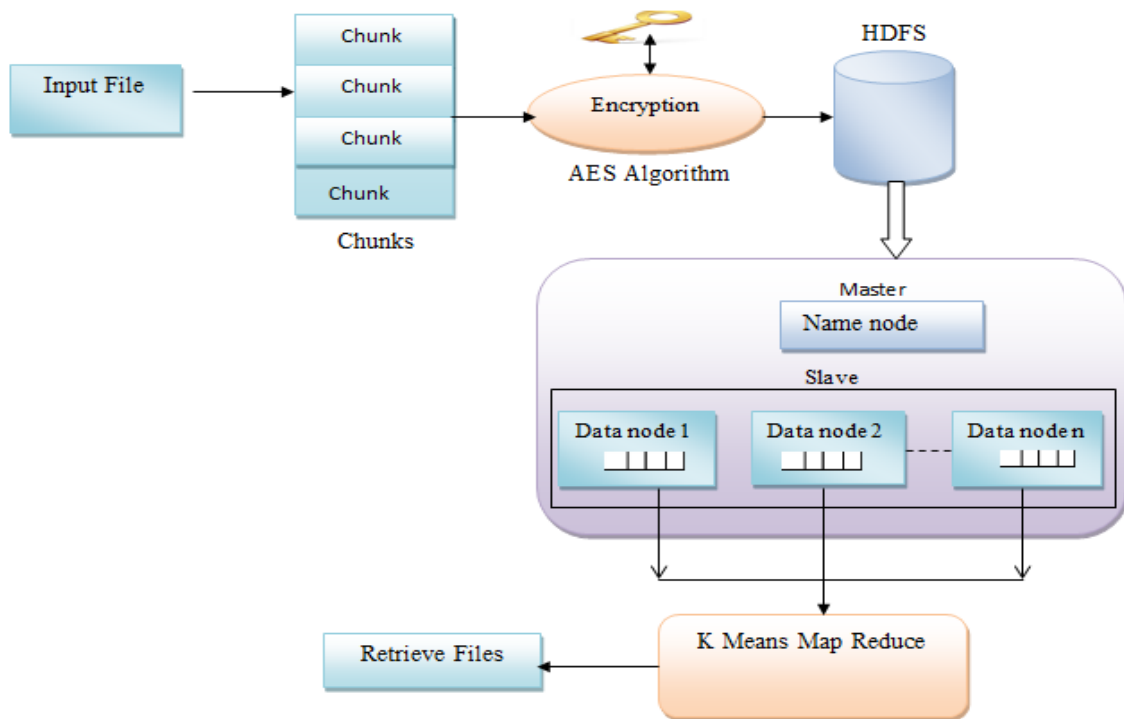 Input File
Chunk
Chunk
Chunk
Chunk
Chunks
Encryption
AES Algorithm
HDFS
Master
Name node
Slave
Data node 1
Data node 2
Data node n
K Means Map Reduce
Retrieve Files